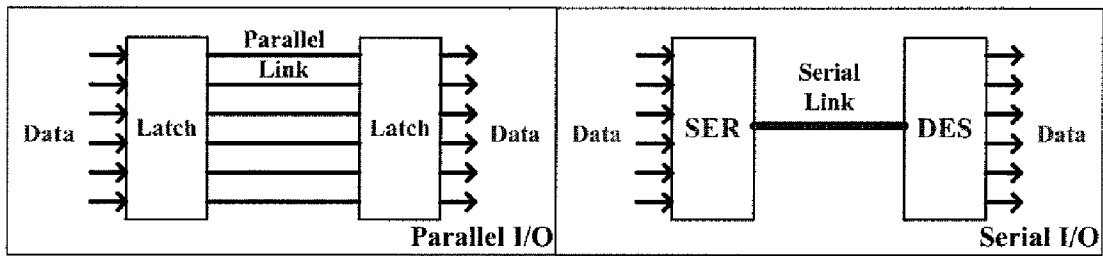 Parallel
Link
Data
Latch
Latch
Data
Parallel I/O
Serial
Link
Data
SER
DES
Data
Serial I/O